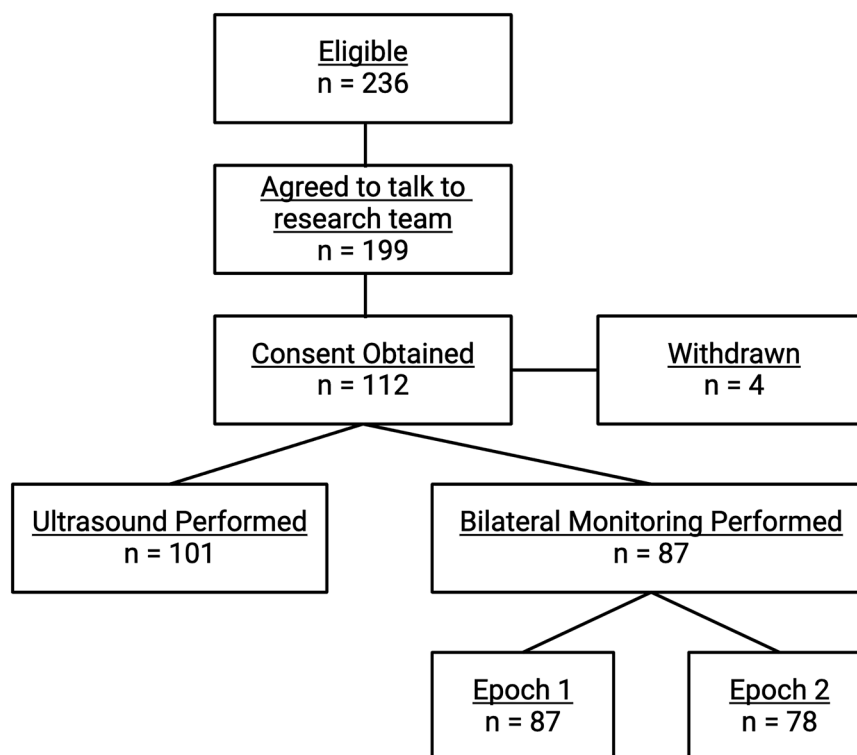 Eligible
n = 236
Agreed to talk to
research team
n = 199
Consent Obtained
n = 112
Withdrawn
n = 4
Ultrasound Performed
n = 101
Bilateral Monitoring Performed
n = 87
Epoch 1
n = 87
Epoch 2
n = 78